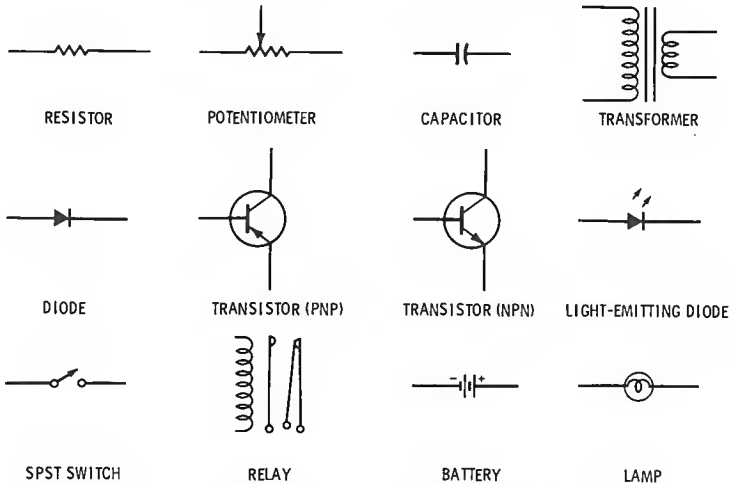 RESISTOR
POTENTIOMETER
CAPACITOR
TRANSFORMER
DIODE
TRANSISTOR (PNP)
TRANSISTOR (NPN)
LIGHT-EMITTING DIODE
- +
SPST SWITCH
RELAY
BATTERY
LAMP